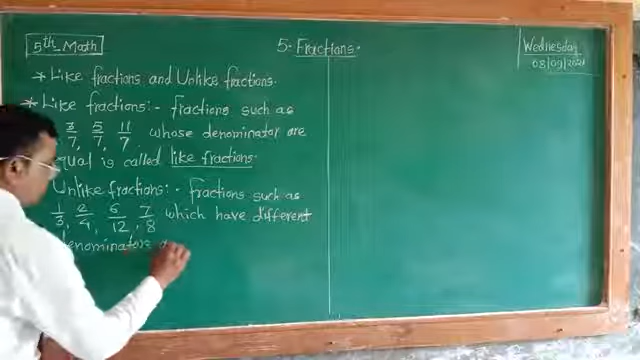 5th Math
5. Fractions.
Wednesday
08/09/2021
* Like fractions and Unlike fractions.
* Like fractions:- fractions such as
3/7, 5/7, 11/7, whose denominator are
equal is called like fractions.
Unlike fractions:- fractions such as
1/3, 2/4, 6/12, 7/8 which have different
denominators